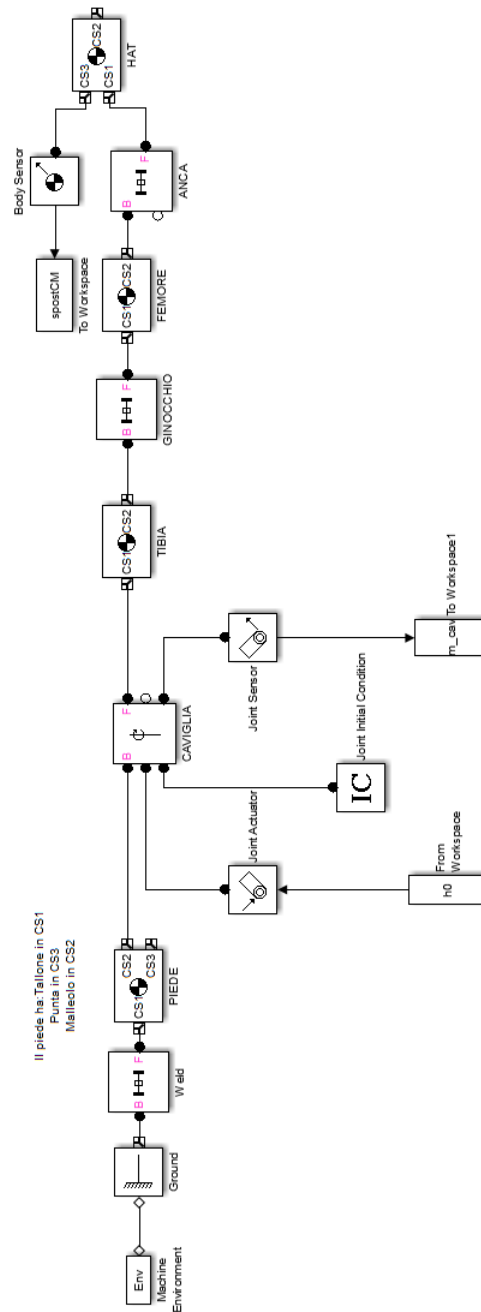 Il piede ha:Tallone in CS1
Punta in CS3
Malleolo in CS2
Env
Machine
Environment
Ground
B
F
Weld
CS1
CS2
CS3
PIEDE
B
F
CAVIGLIA
Joint Actuator
h0
From
Workspace
IC
Joint Initial Condition
Joint Sensor
m_cav
To Workspace1
CS1
CS2
TIBIA
B
F
GINOCCHIO
CS1
CS2
FEMORE
B
F
ANCA
Body Sensor
spostCM
To Workspace
CS3
CS2
CS1
HAT